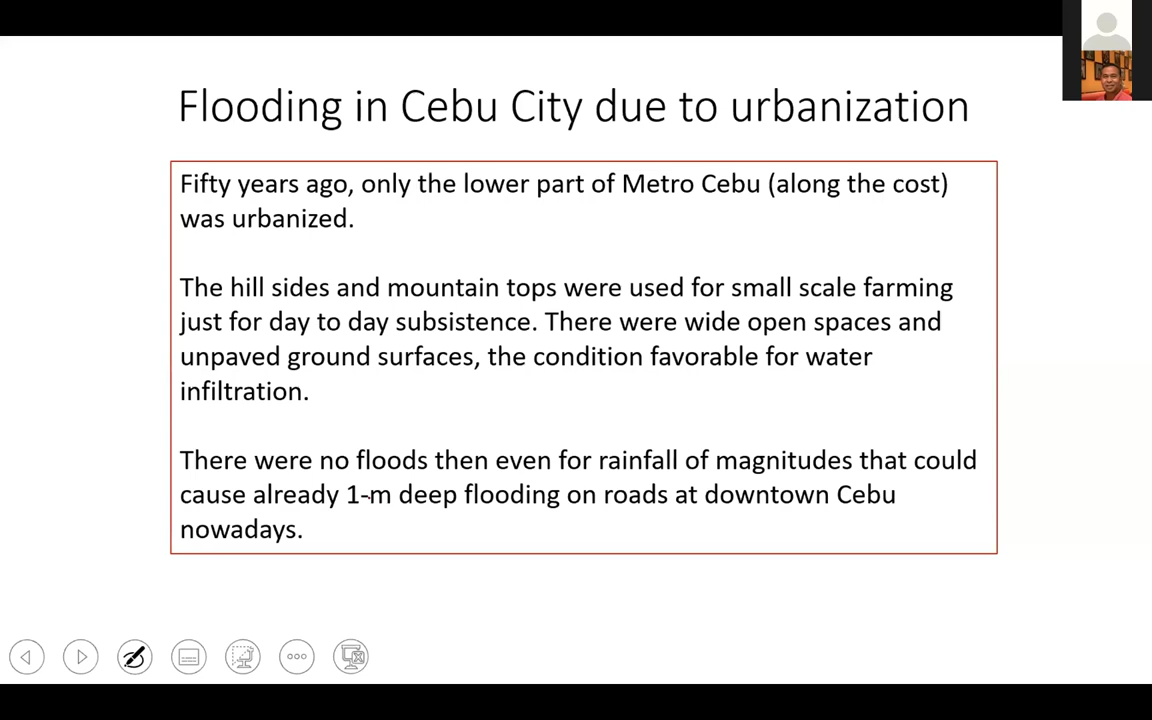 Flooding in Cebu City due to urbanization
Fifty years ago, only the lower part of Metro Cebu (along the cost)
was urbanized.
The hill sides and mountain tops were used for small scale farming
just for day to day subsistence. There were wide open spaces and
unpaved ground surfaces, the condition favorable for water
infiltration.
There were no floods then even for rainfall of magnitudes that could
cause already 1-m deep flooding on roads at downtown Cebu
nowadays.